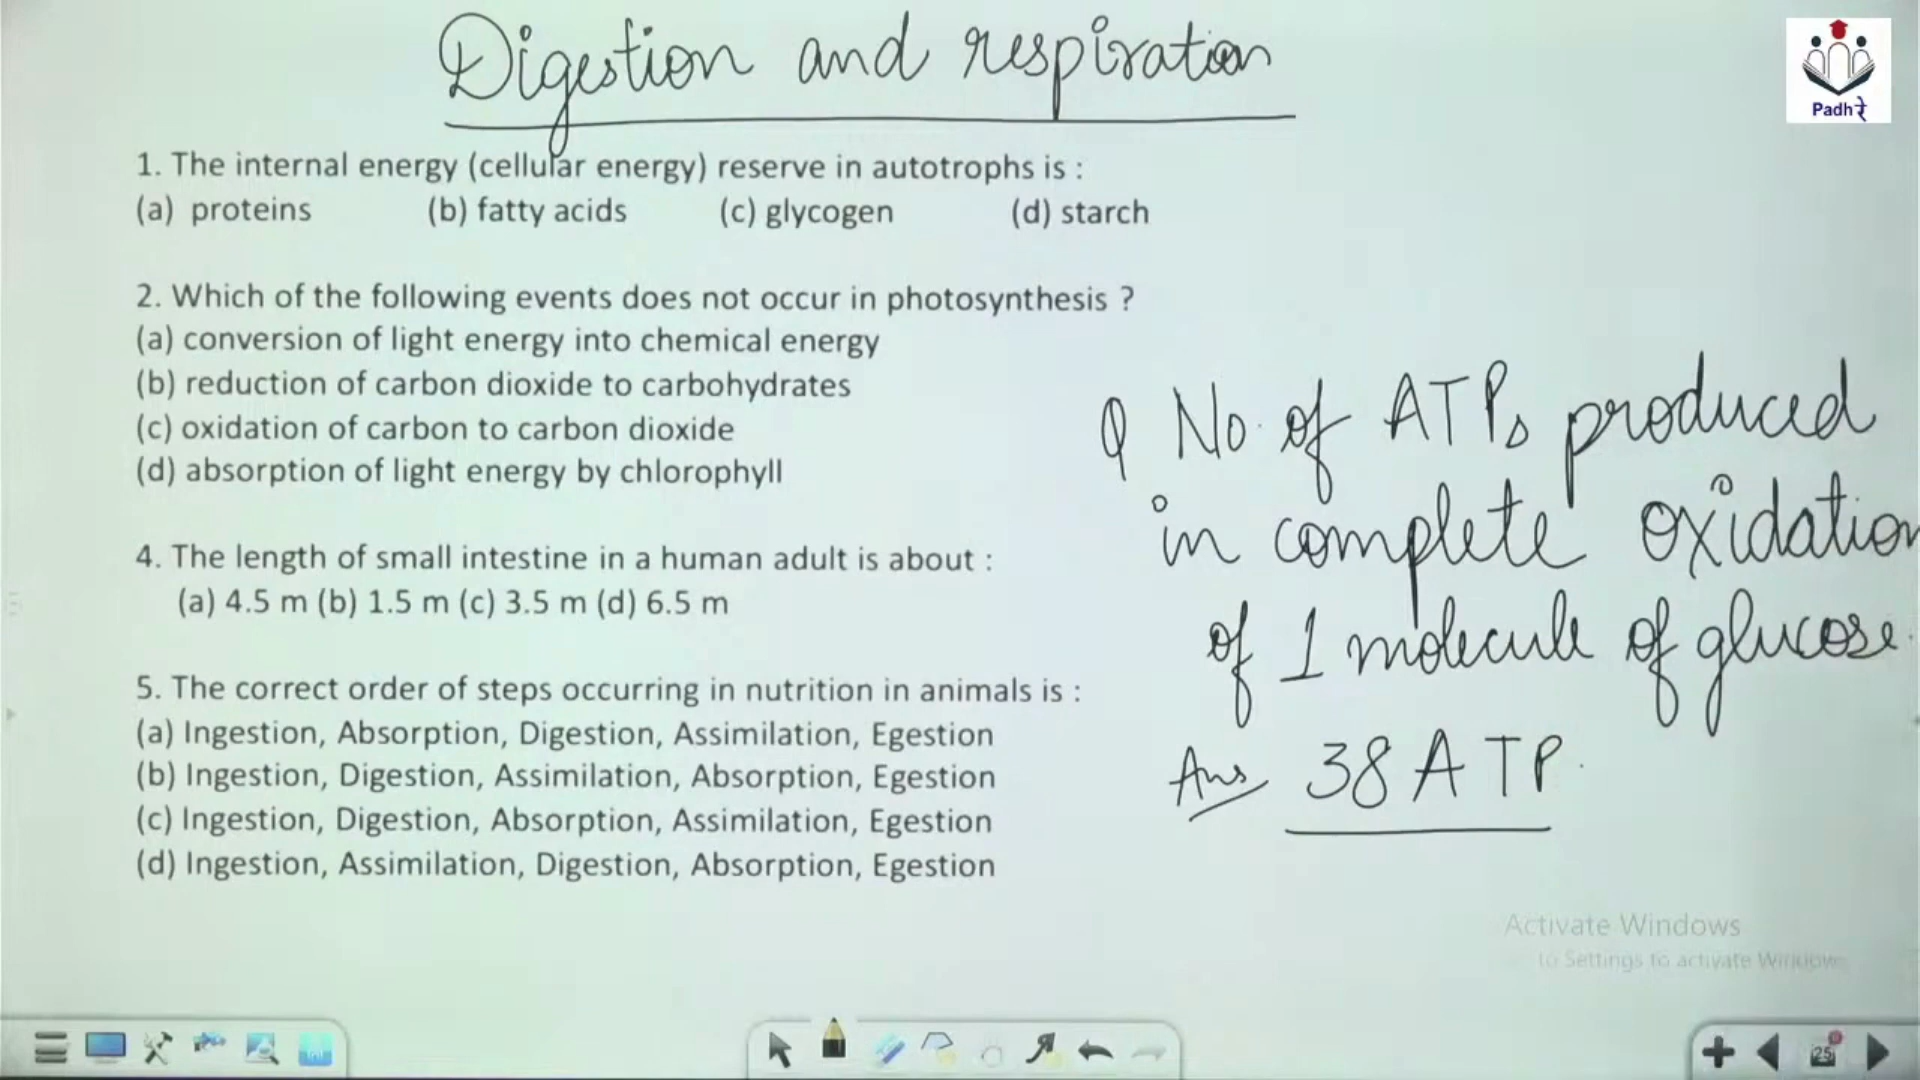 Digestion and respiration
Padhरे
1. The internal energy (cellular energy) reserve in autotrophs is :
(a) proteins (b) fatty acids (c) glycogen (d) starch
2. Which of the following events does not occur in photosynthesis ?
(a) conversion of light energy into chemical energy
(b) reduction of carbon dioxide to carbohydrates
(c) oxidation of carbon to carbon dioxide
(d) absorption of light energy by chlorophyll
4. The length of small intestine in a human adult is about :
(a) 4.5 m (b) 1.5 m (c) 3.5 m (d) 6.5 m
5. The correct order of steps occurring in nutrition in animals is :
(a) Ingestion, Absorption, Digestion, Assimilation, Egestion
(b) Ingestion, Digestion, Assimilation, Absorption, Egestion
(c) Ingestion, Digestion, Absorption, Assimilation, Egestion
(d) Ingestion, Assimilation, Digestion, Absorption, Egestion
Q No. of ATPs produced
in complete oxidation
of 1 molecule of glucose.
Ans 38 ATP.
Activate Windows
to Settings to activate Windows
25